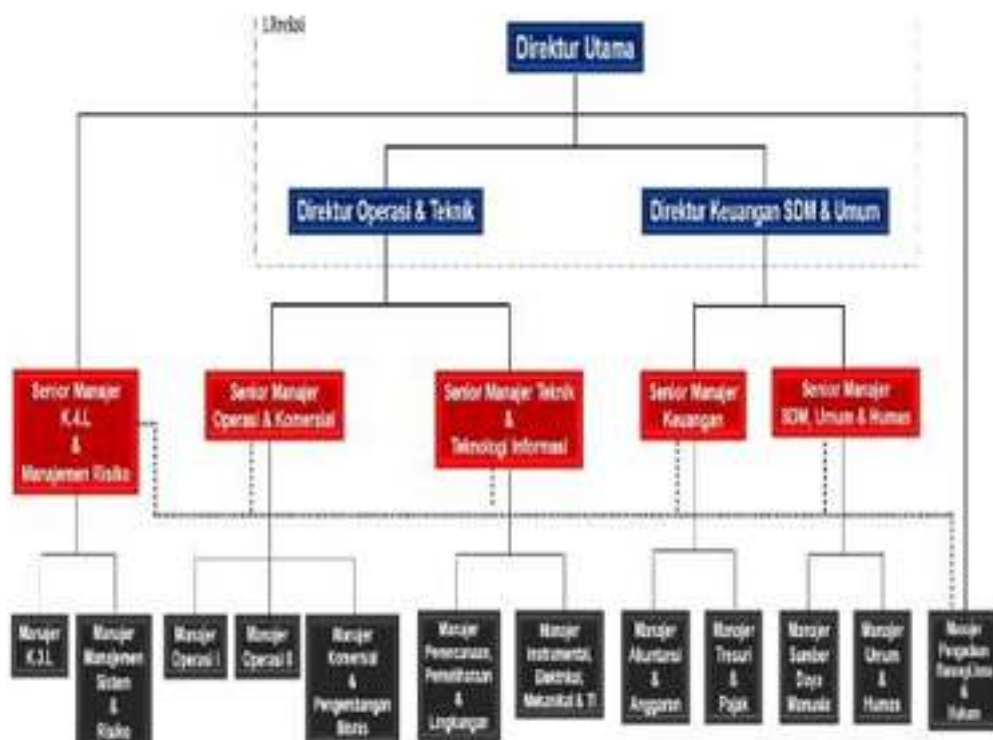 Direksi
Direktur Utama
Direktur Operasi & Teknik
Direktur Keuangan SDM & Umum
Senior Manajer
K.3.L
&
Manajemen Risiko
Senior Manajer
Operasi & Komersial
Senior Manajer Teknik
&
Teknologi Informasi
Senior Manajer
Keuangan
Senior Manajer
SDM, Umum & Humas
Manajer
K.3.L
Manajer
Manajemen
Sistem
&
Risiko
Manajer
Operasi I
Manajer
Operasi II
Manajer
Komersial
&
Pengembangan
Bisnis
Manajer
Perencanaan,
Pemeliharaan
&
Lingkungan
Manajer
Instrumental,
Elektrikal,
Mekanikal & TI
Manajer
Akuntansi
&
Anggaran
Manajer
Tresuri
&
Pajak
Manajer
Sumber
Daya
Manusia
Manajer
Umum
&
Humas
Manajer
Pengadaan
&
Hukum